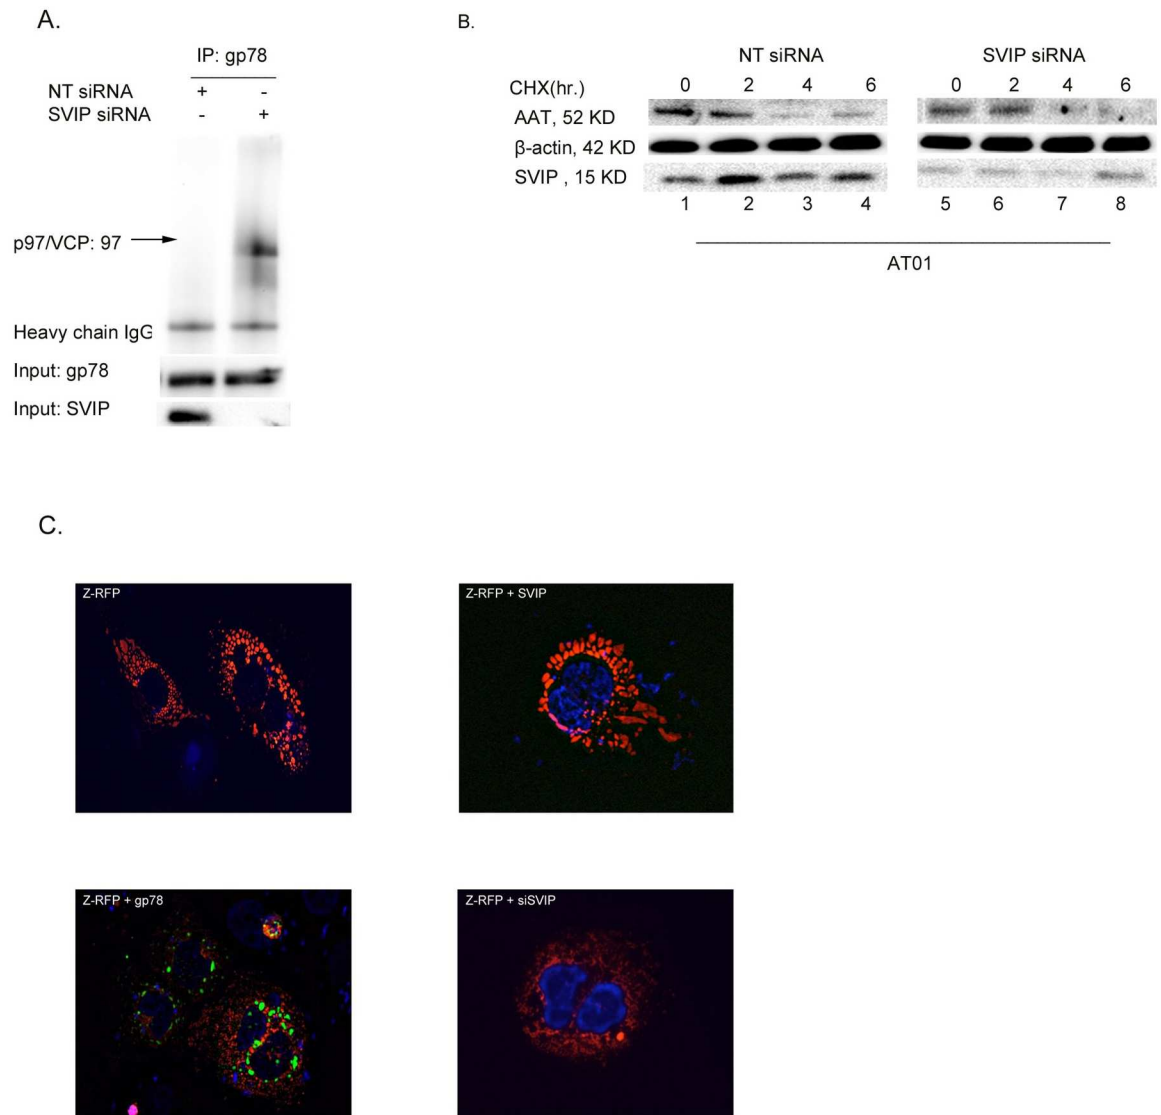 A.
IP: gp78
NT siRNA + -
SVIP siRNA - +
p97/VCP: 97
Heavy chain IgG
Input: gp78
Input: SVIP
B.
NT siRNA SVIP siRNA
CHX(hr.) 0 2 4 6 0 2 4 6
AAT, 52 KD
β-actin, 42 KD
SVIP , 15 KD
1 2 3 4 5 6 7 8
AT01
C.
Z-RFP
Z-RFP + SVIP
Z-RFP + gp78
Z-RFP + siSVIP